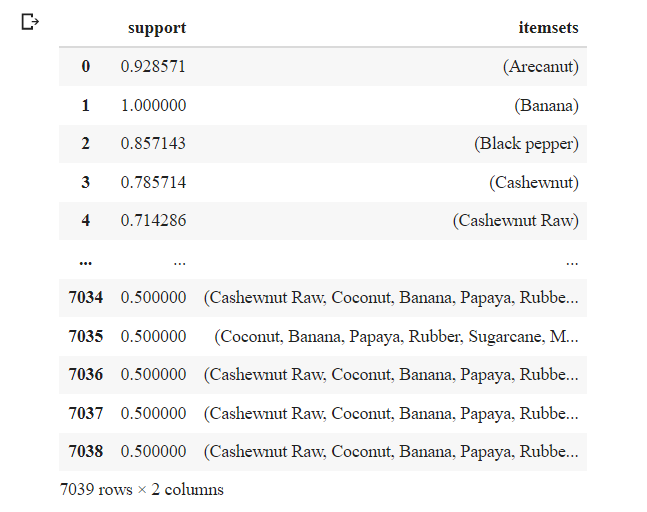 support itemsets
0 0.928571 (Arecanut)
1 1.000000 (Banana)
2 0.857143 (Black pepper)
3 0.785714 (Cashewnut)
4 0.714286 (Cashewnut Raw)
... ... ...
7034 0.500000 (Cashewnut Raw, Coconut, Banana, Papaya, Rubbe...
7035 0.500000 (Coconut, Banana, Papaya, Rubber, Sugarcane, M...
7036 0.500000 (Cashewnut Raw, Coconut, Banana, Papaya, Rubbe...
7037 0.500000 (Cashewnut Raw, Coconut, Banana, Papaya, Rubbe...
7038 0.500000 (Cashewnut Raw, Coconut, Banana, Papaya, Rubbe...
7039 rows × 2 columns